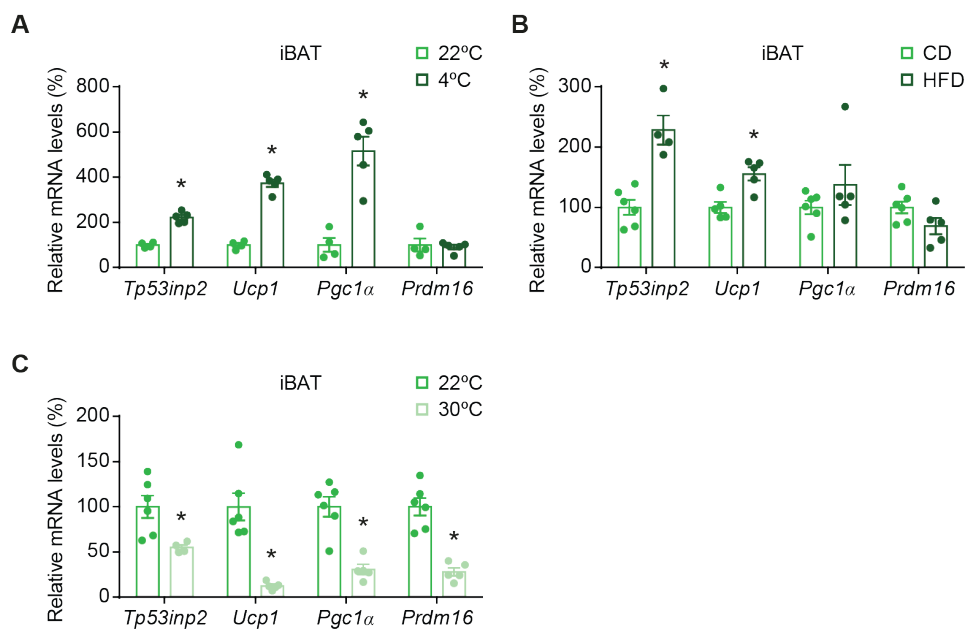 A
iBAT
22ºC
4ºC
Relative mRNA levels (%)
800
600
400
200
0
*
*
*
Tp53inp2 Ucp1 Pgc1α Prdm16
B
iBAT
CD
HFD
Relative mRNA levels (%)
300
200
100
0
*
*
Tp53inp2 Ucp1 Pgc1α Prdm16
C
iBAT
22ºC
30ºC
Relative mRNA levels (%)
200
150
100
50
0
*
*
*
*
Tp53inp2 Ucp1 Pgc1α Prdm16